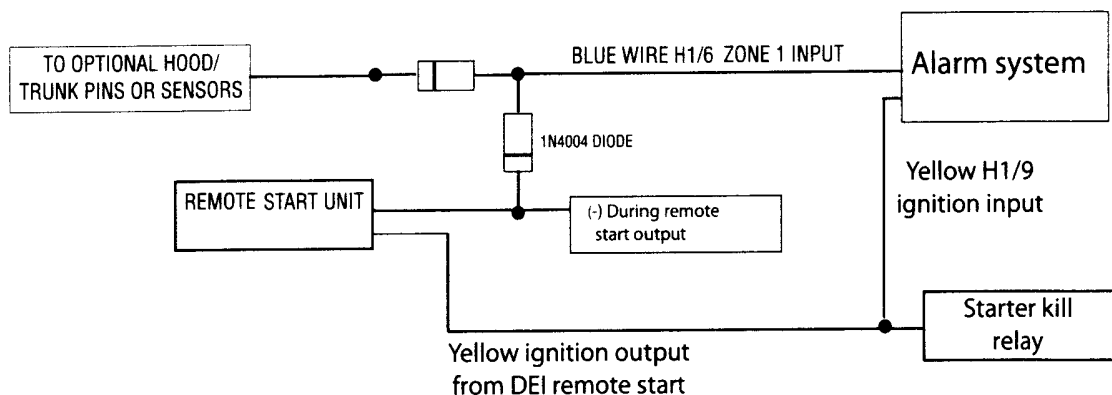 TO OPTIONAL HOOD/
TRUNK PINS OR SENSORS
BLUE WIRE H1/6 ZONE 1 INPUT
Alarm system
1N4004 DIODE
Yellow H1/9
ignition input
REMOTE START UNIT
(-) During remote
start output
Starter kill
relay
Yellow ignition output
from DEI remote start